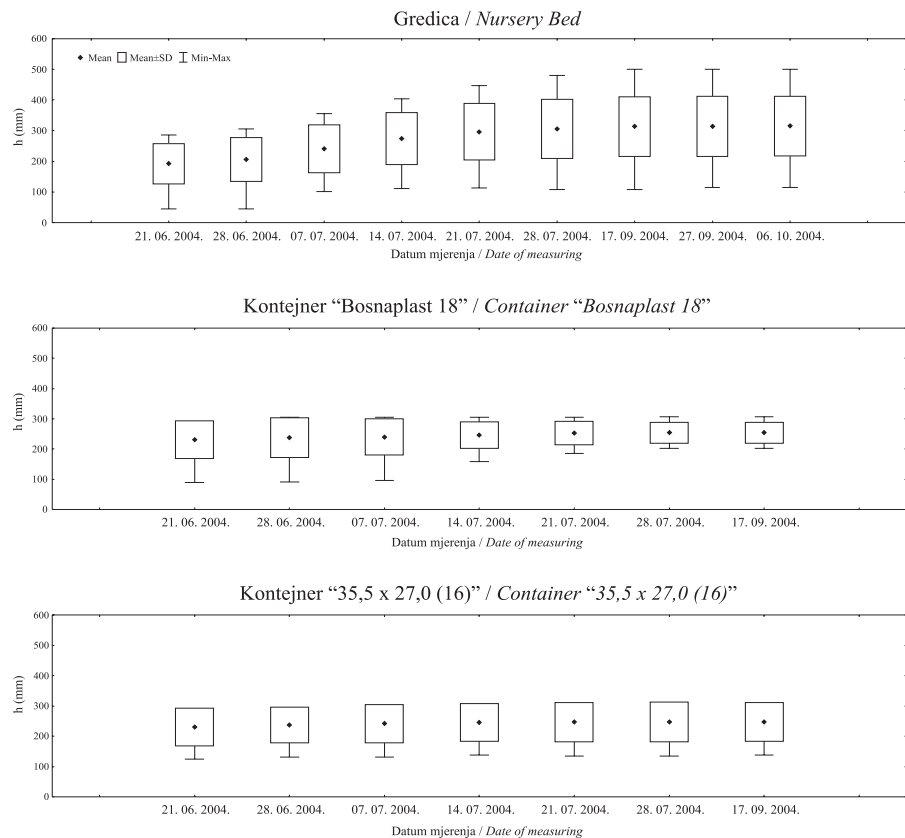 Gredica / Nursery Bed
600
500
400
300
200
100
0
h (mm)
Mean Mean±SD Min-Max
21. 06. 2004. 28. 06. 2004. 07. 07. 2004. 14. 07. 2004. 21. 07. 2004. 28. 07. 2004. 17. 09. 2004. 27. 09. 2004. 06. 10. 2004.
Datum mjerenja / Date of measuring
Kontejner “Bosnaplast 18” / Container “Bosnaplast 18”
600
500
400
300
200
100
0
h (mm)
21. 06. 2004. 28. 06. 2004. 07. 07. 2004. 14. 07. 2004. 21. 07. 2004. 28. 07. 2004. 17. 09. 2004.
Datum mjerenja / Date of measuring
Kontejner “35,5 x 27,0 (16)” / Container “35,5 x 27,0 (16)”
600
500
400
300
200
100
0
h (mm)
21. 06. 2004. 28. 06. 2004. 07. 07. 2004. 14. 07. 2004. 21. 07. 2004. 28. 07. 2004. 17. 09. 2004.
Datum mjerenja / Date of measuring